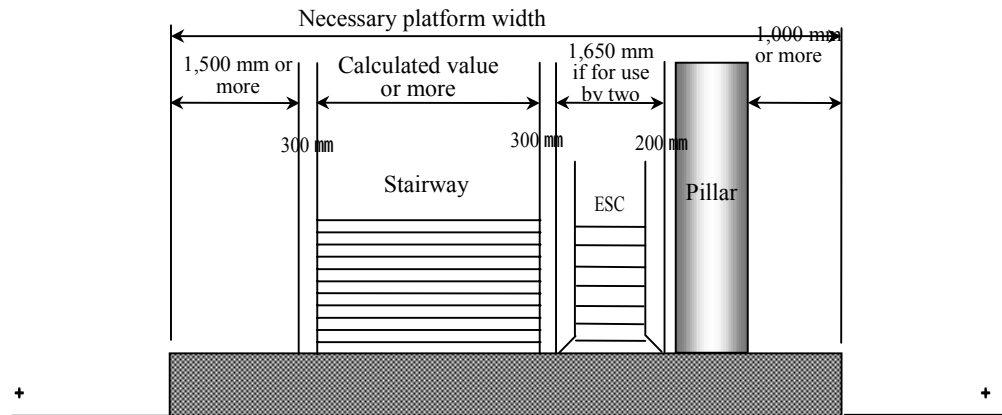 Necessary platform width
1,500 mm or
more
Calculated value
or more
1,650 mm
if for use
by two
1,000 mm
or more
300 ㎜
300 ㎜
200 ㎜
Stairway
ESC
Pillar